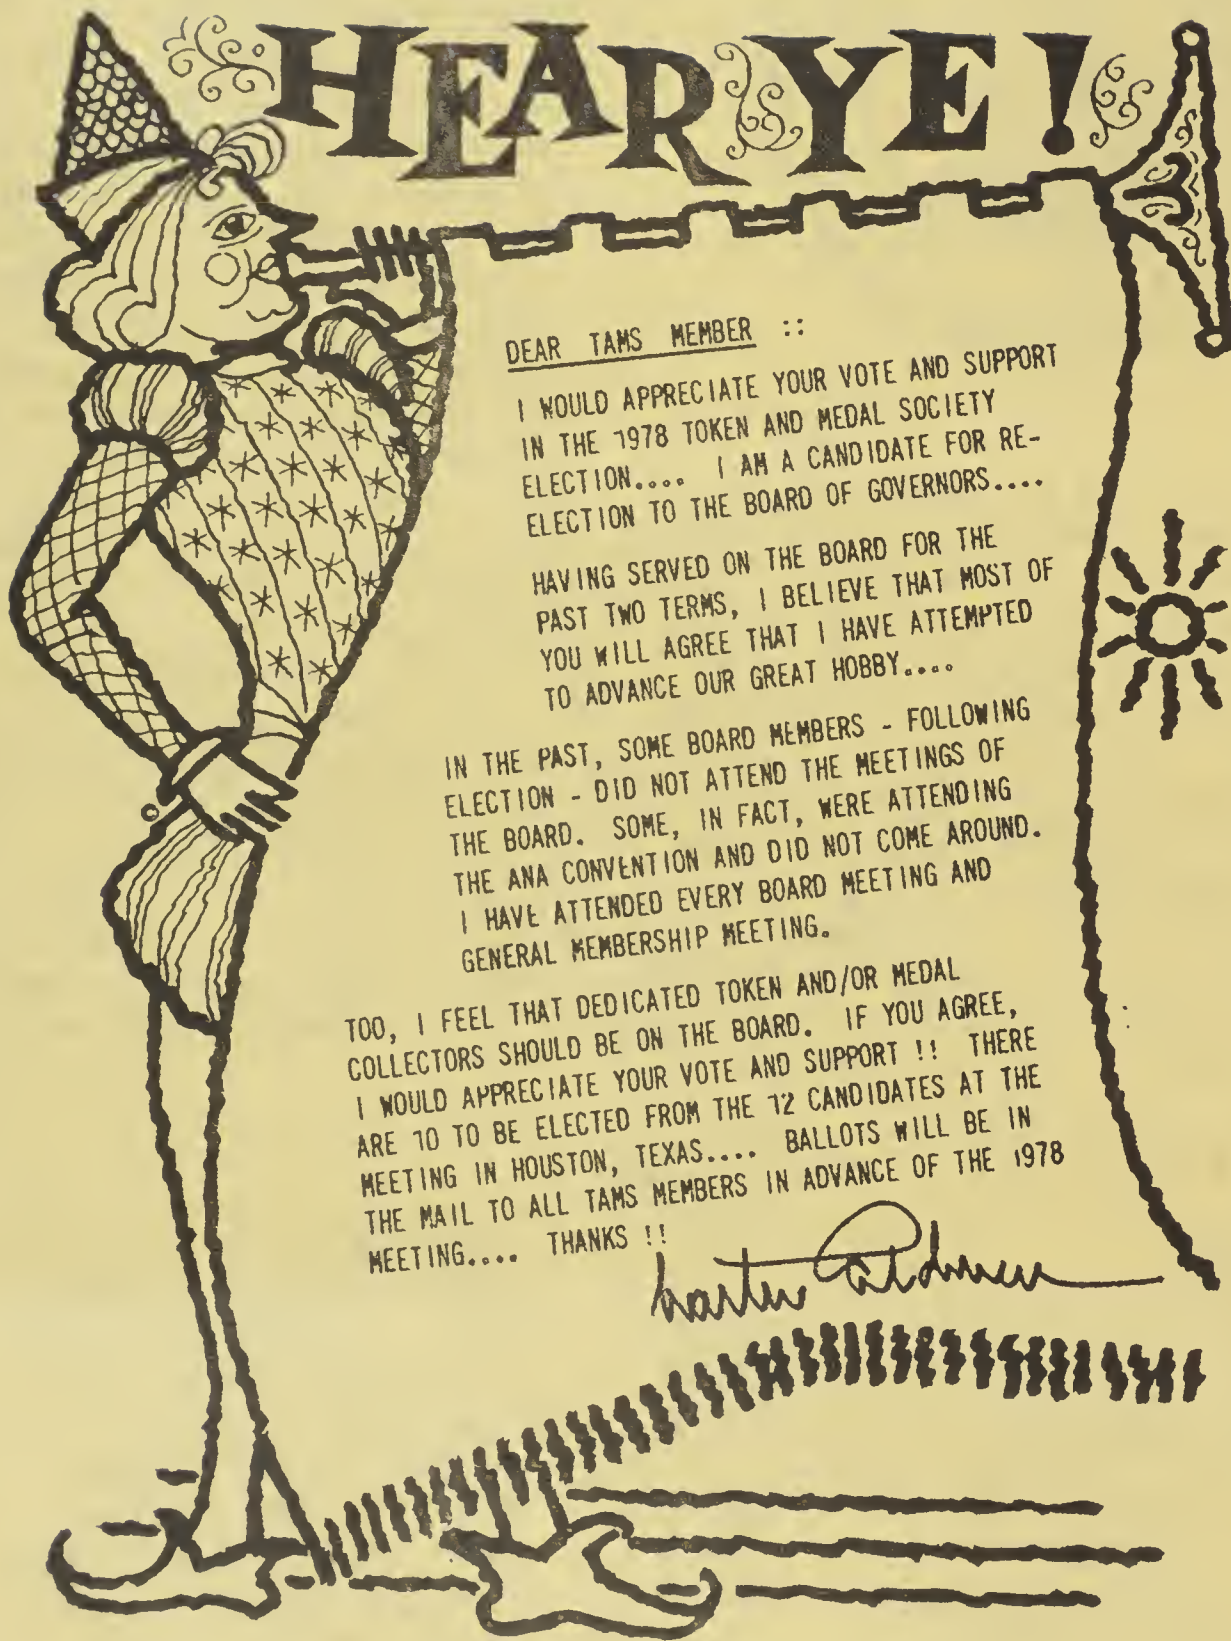 HEAR YE!
DEAR TAMS MEMBER ::
I WOULD APPRECIATE YOUR VOTE AND SUPPORT
IN THE 1978 TOKEN AND MEDAL SOCIETY
ELECTION.... I AM A CANDIDATE FOR RE-
ELECTION TO THE BOARD OF GOVERNORS....
HAVING SERVED ON THE BOARD FOR THE
PAST TWO TERMS, I BELIEVE THAT MOST OF
YOU WILL AGREE THAT I HAVE ATTEMPTED
TO ADVANCE OUR GREAT HOBBY....
IN THE PAST, SOME BOARD MEMBERS - FOLLOWING
ELECTION - DID NOT ATTEND THE MEETINGS OF
THE BOARD. SOME, IN FACT, WERE ATTENDING
THE ANA CONVENTION AND DID NOT COME AROUND.
I HAVE ATTENDED EVERY BOARD MEETING AND
GENERAL MEMBERSHIP MEETING.
TOO, I FEEL THAT DEDICATED TOKEN AND/OR MEDAL
COLLECTORS SHOULD BE ON THE BOARD. IF YOU AGREE,
I WOULD APPRECIATE YOUR VOTE AND SUPPORT !! THERE
ARE 10 TO BE ELECTED FROM THE 12 CANDIDATES AT THE
MEETING IN HOUSTON, TEXAS.... BALLOTS WILL BE IN
THE MAIL TO ALL TAMS MEMBERS IN ADVANCE OF THE 1978
MEETING.... THANKS !!